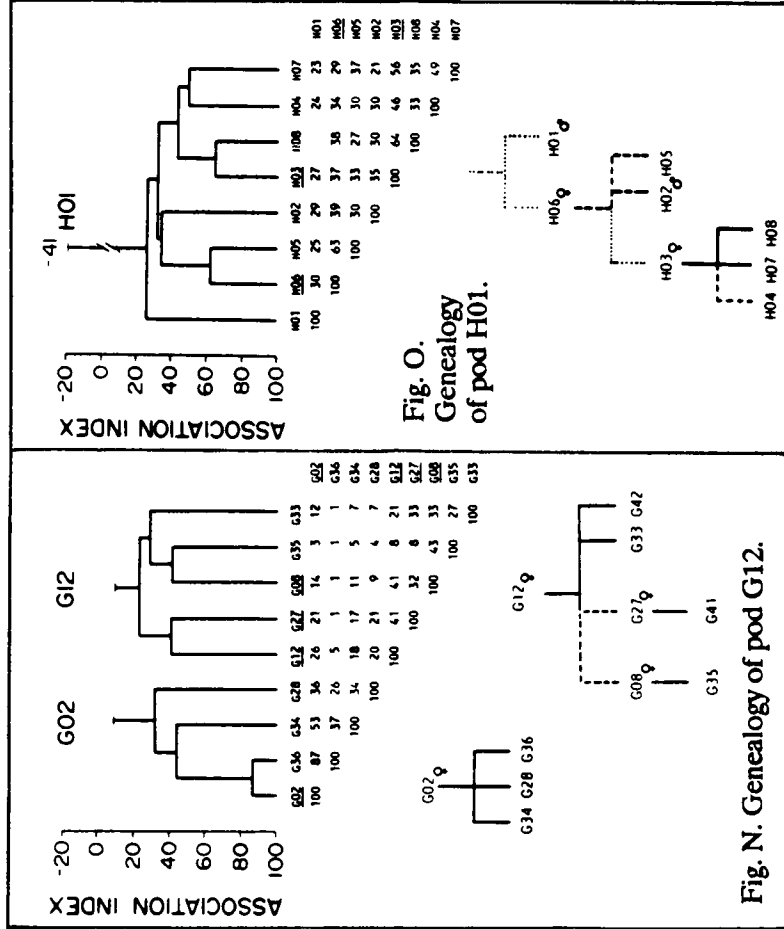 G02 G12
ASSOCIATION INDEX
-20
0
20
40
60
80
100
G02 G36 G34 G28 G12 G27 G08 G35 G33
100 87 53 36 26 21 14 3 12 G02
100 37 26 5 1 1 1 1 G36
100 34 18 17 11 5 7 G34
100 20 21 9 4 7 G28
100 41 41 8 21 G12
100 32 8 33 G27
100 43 33 G08
100 27 G35
100 G33
G02♀
G34 G28 G36
G12♀
G08♀ G27♀ G33 G42
G35 G41
Fig. N. Genealogy of pod G12.
-41 H01
ASSOCIATION INDEX
-20
0
20
40
60
80
100
H01 H06 H05 H02 H03 H08 H04 H07
100 30 25 29 27 24 23 H01
100 63 39 37 38 34 29 H06
100 30 33 27 30 37 H05
100 35 30 30 21 H02
100 64 46 56 H03
100 33 35 H08
100 49 H04
100 H07
Fig. O.
Genealogy
of pod H01.
H06♀ H01♂
H03♀ H02♂ H05
H04 H07 H08